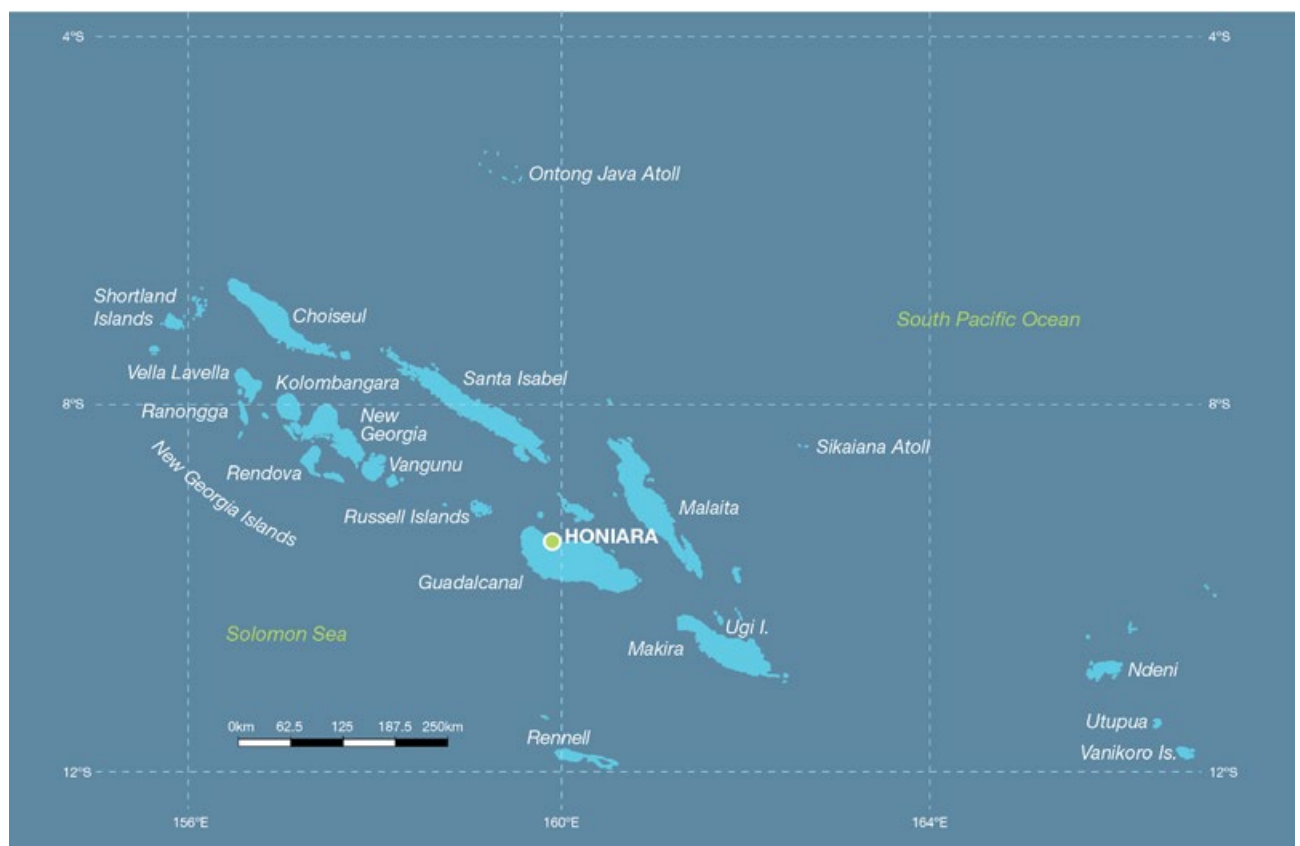 4°S
4°S
Ontong Java Atoll
Shortland
Islands
Choiseul
South Pacific Ocean
Vella Lavella
Kolombangara
Santa Isabel
8°S
Ranongga
New
Georgia
8°S
Sikaiana Atoll
New Georgia Islands
Rendova
Vangunu
Russell Islands
Malaita
HONIARA
Guadalcanal
Solomon Sea
Ugi I.
Makira
Ndeni
0km 62.5 125 187.5 250km
Rennell
Utupua
Vanikoro Is.
12°S
12°S
156°E
160°E
164°E